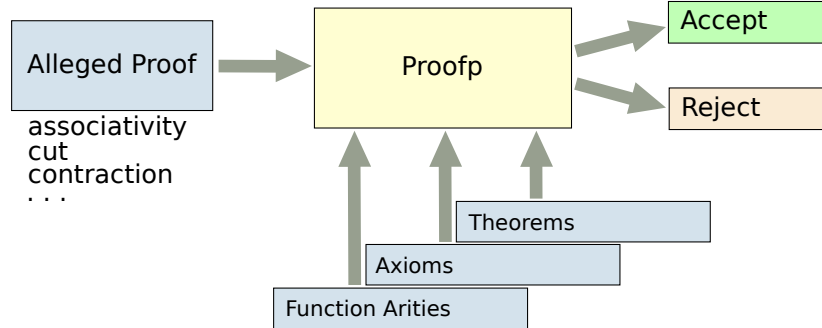 Alleged Proof
associativity
cut
contraction
. . .
Proofp
Accept
Reject
Theorems
Axioms
Function Arities